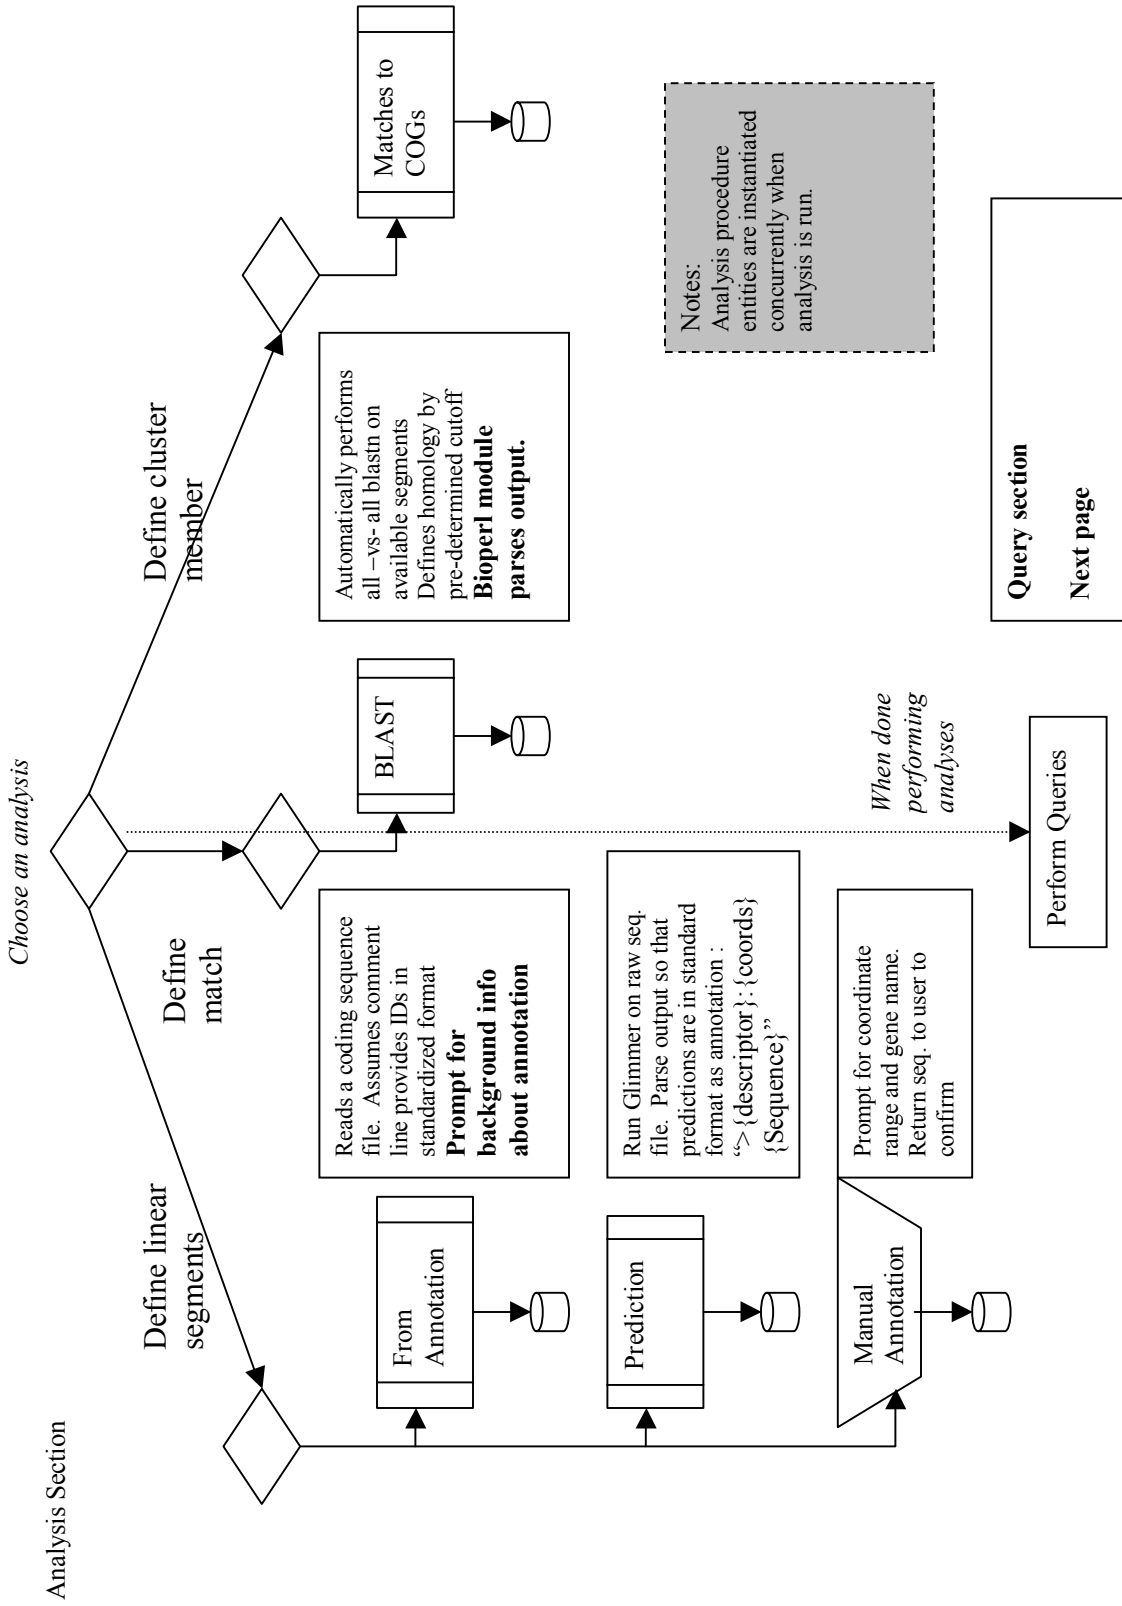 Analysis Section
Choose an analysis
Define linear
segments
Define
match
Define cluster
member
From
Annotation
Reads a coding sequence
file. Assumes comment
line provides IDs in
standardized format
Prompt for
background info
about annotation
BLAST
Automatically performs
all –vs- all blastn on
available segments
Defines homology by
pre-determined cutoff
Bioperl module
parses output.
Matches to
COGs
Prediction
Run Glimmer on raw seq.
file. Parse output so that
predictions are in standard
format as annotation :
“>{descriptor}:{coords}
{Sequence}”
Manual
Annotation
Prompt for coordinate
range and gene name.
Return seq. to user to
confirm
When done
performing
analyses
Perform Queries
Notes:
Analysis procedure
entities are instantiated
concurrently when
analysis is run.
Query section
Next page